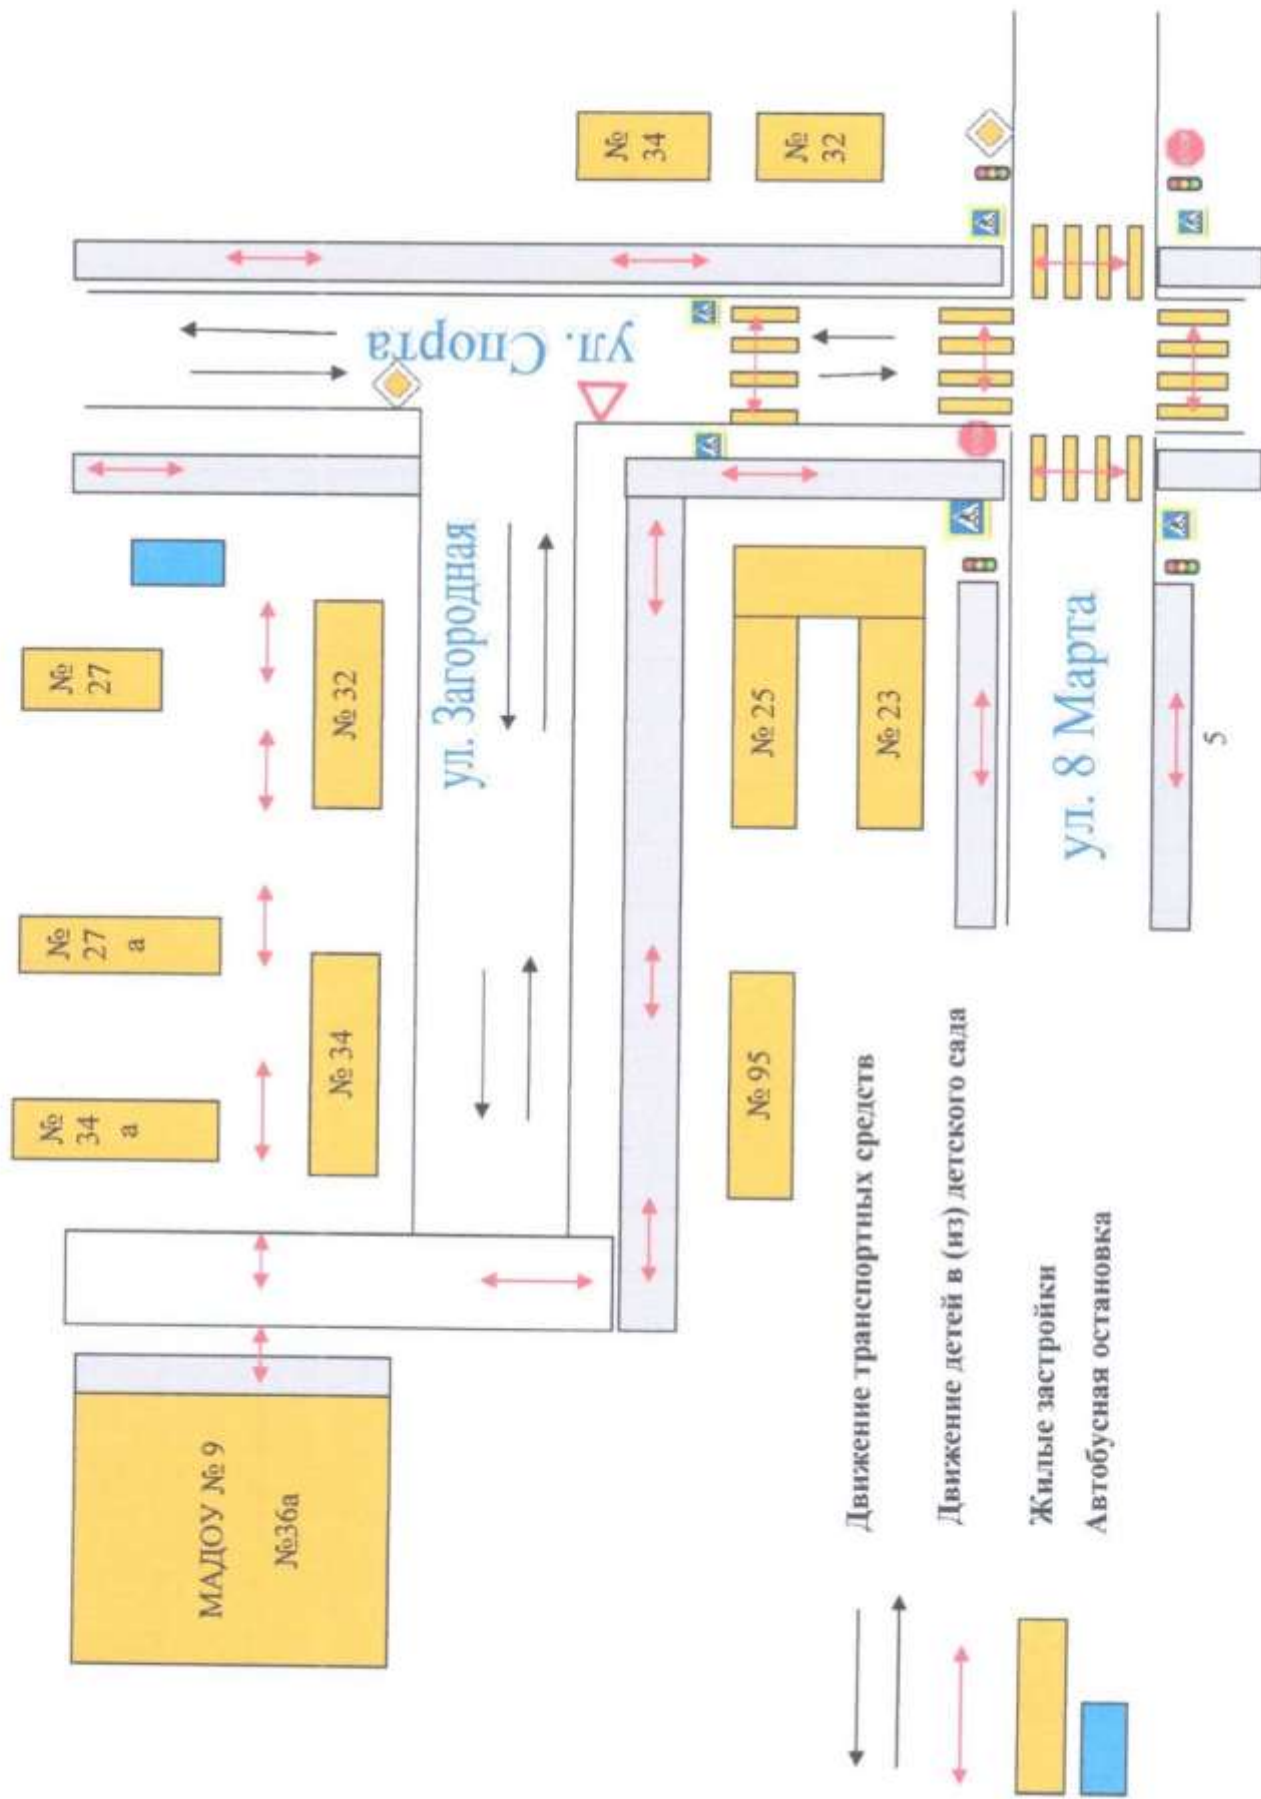 №
34
№
32
ул. Спорта
№
27
№
27
а
№
34
а
№ 32
№ 34
ул. Загородная
МАДОУ № 9
№36а
№ 25
№ 23
№ 95
ул. 8 Марта
5
Движение транспортных средств
Движение детей в (из) детского сада
Жилые застройки
Автобусная остановка